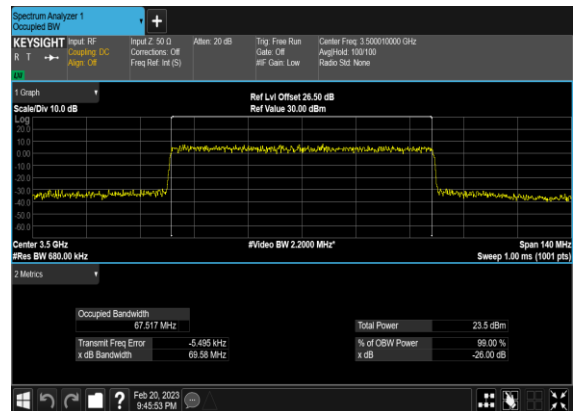 Spectrum Analyzer 1
Occupied BW
+
KEYSIGHT
R T
LU
Input: RF
Coupling: DC
Align: Off
Input Z: 50 Ω
Corrections: Off
Freq Ref: Int (S)
Atten: 20 dB
Trig: Free Run
Gate: Off
#IF Gain: Low
Center Freq: 3.500010000 GHz
Avg|Hold: 100/100
Radio Std: None
1 Graph
Scale/Div 10.0 dB
Ref Lvl Offset 26.50 dB
Ref Value 30.00 dBm
Log
20.0
10.0
0.00
-10.0
-20.0
-30.0
-40.0
-50.0
-60.0
Center 3.5 GHz
#Video BW 2.2000 MHz*
Span 140 MHz
#Res BW 680.00 kHz
Sweep 1.00 ms (1001 pts)
2 Metrics
Occupied Bandwidth
67.517 MHz
Total Power 23.5 dBm
Transmit Freq Error -5.495 kHz
% of OBW Power 99.00 %
x dB Bandwidth 69.58 MHz
x dB -26.00 dB
?
Feb 20, 2023
9:45:53 PM